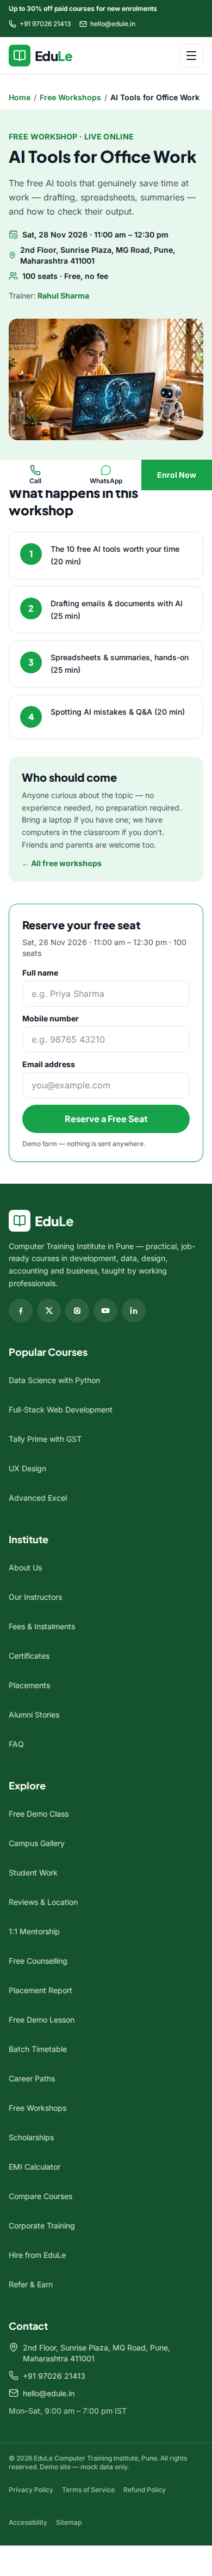 Up to 30% off paid courses for new enrolments
+91 97026 21413 hello@edule.in
EduLe
Home / Free Workshops / AI Tools for Office Work
FREE WORKSHOP · LIVE ONLINE
AI Tools for Office Work
The free AI tools that genuinely save time at
work — drafting, spreadsheets, summaries —
and how to check their output.
Sat, 28 Nov 2026 · 11:00 am – 12:30 pm
2nd Floor, Sunrise Plaza, MG Road, Pune,
Maharashtra 411001
100 seats · Free, no fee
Trainer: Rahul Sharma
Call
WhatsApp
Enrol Now
What happens in this
workshop
1 The 10 free AI tools worth your time
(20 min)
2 Drafting emails & documents with AI
(25 min)
3 Spreadsheets & summaries, hands-on
(25 min)
4 Spotting AI mistakes & Q&A (20 min)
Who should come
Anyone curious about the topic — no
experience needed, no preparation required.
Bring a laptop if you have one; we have
computers in the classroom if you don't.
Friends and parents are welcome too.
← All free workshops
Reserve your free seat
Sat, 28 Nov 2026 · 11:00 am – 12:30 pm · 100
seats
Full name
e.g. Priya Sharma
Mobile number
e.g. 98765 43210
Email address
you@example.com
Reserve a Free Seat
Demo form — nothing is sent anywhere.
EduLe
Computer Training Institute in Pune — practical, job-
ready courses in development, data, design,
accounting and business, taught by working
professionals.
Popular Courses
Data Science with Python
Full-Stack Web Development
Tally Prime with GST
UX Design
Advanced Excel
Institute
About Us
Our Instructors
Fees & Instalments
Certificates
Placements
Alumni Stories
FAQ
Explore
Free Demo Class
Campus Gallery
Student Work
Reviews & Location
1:1 Mentorship
Free Counselling
Placement Report
Free Demo Lesson
Batch Timetable
Career Paths
Free Workshops
Scholarships
EMI Calculator
Compare Courses
Corporate Training
Hire from EduLe
Refer & Earn
Contact
2nd Floor, Sunrise Plaza, MG Road, Pune,
Maharashtra 411001
+91 97026 21413
hello@edule.in
Mon–Sat, 9:00 am – 7:00 pm IST
© 2026 EduLe Computer Training Institute, Pune. All rights
reserved. Demo site — mock data only.
Privacy Policy Terms of Service Refund Policy
Accessibility Sitemap